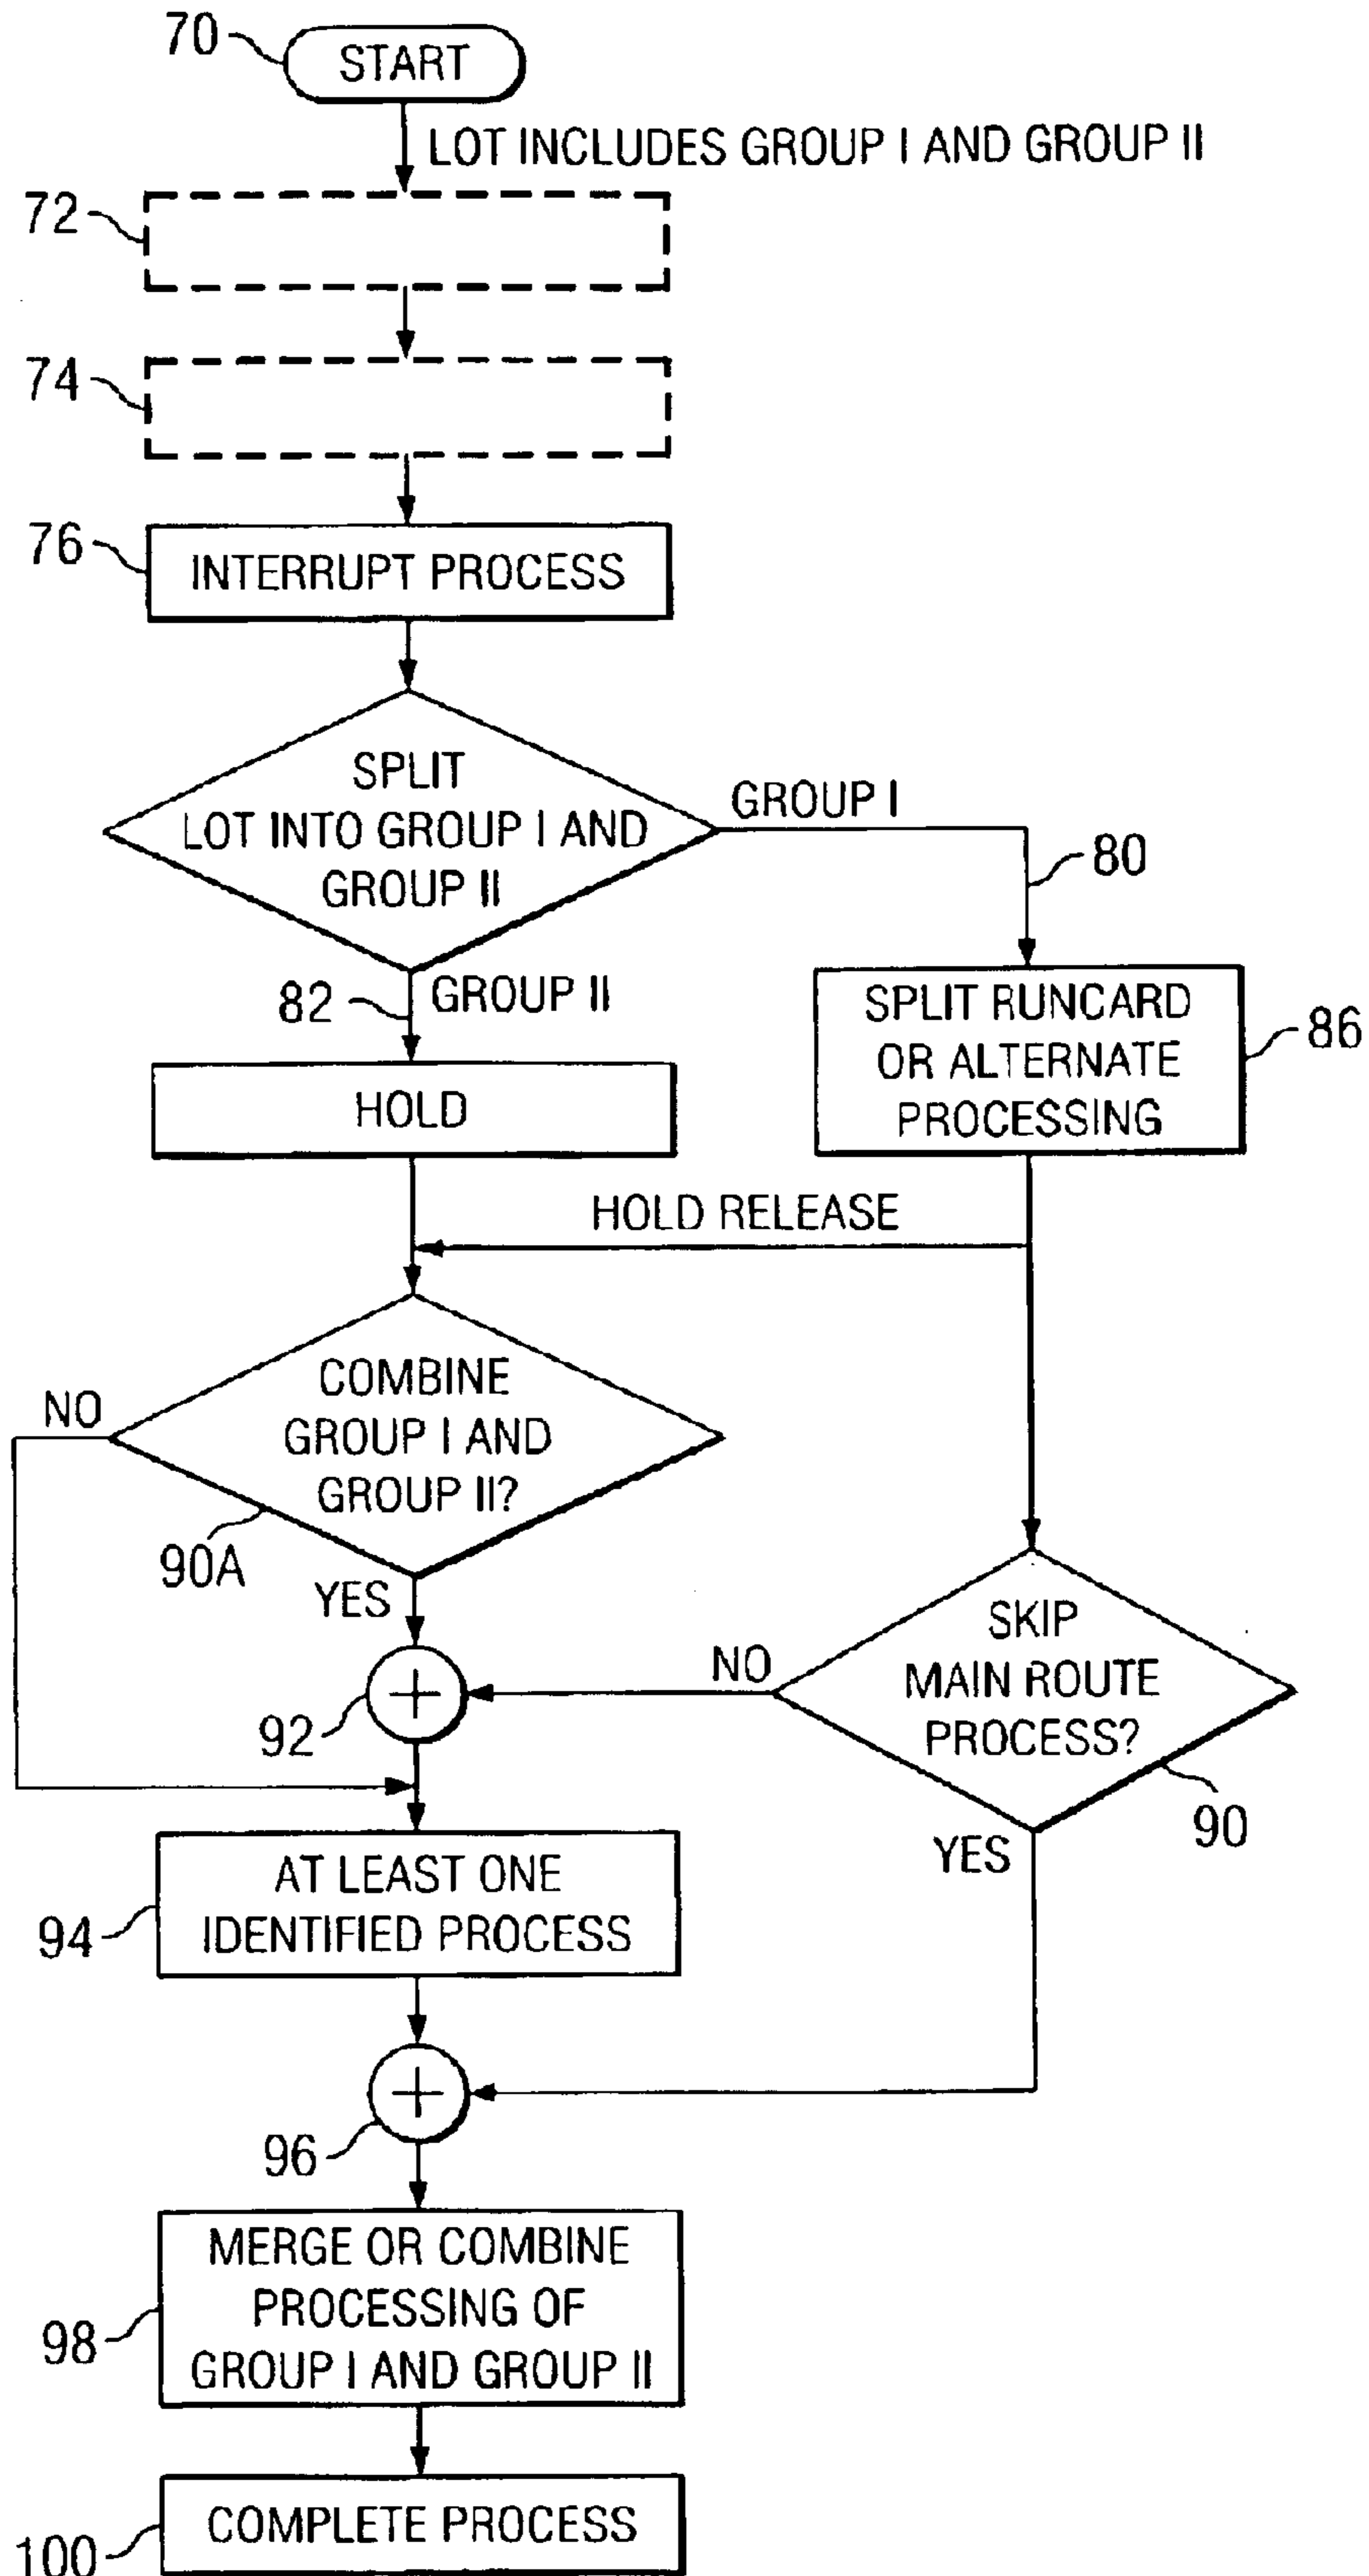 70
START
LOT INCLUDES GROUP I AND GROUP II
72
74
76
INTERRUPT PROCESS
SPLIT
LOT INTO GROUP I AND
GROUP II
GROUP I
80
82
GROUP II
SPLIT RUNCARD
OR ALTERNATE
PROCESSING
86
HOLD
HOLD RELEASE
COMBINE
GROUP I AND
GROUP II?
NO
90A
YES
SKIP
MAIN ROUTE
PROCESS?
NO
92
90
YES
AT LEAST ONE
IDENTIFIED PROCESS
94
96
MERGE OR COMBINE
PROCESSING OF
GROUP I AND GROUP II
98
COMPLETE PROCESS
100